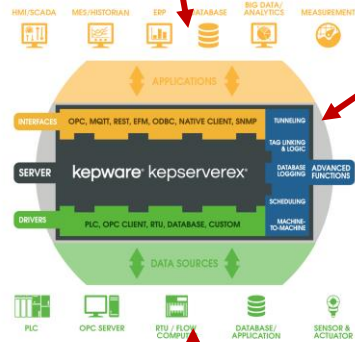 HMI/SCADA MES/HISTORIAN ERP DATABASE BIG DATA/
ANALYTICS MEASUREMENT
APPLICATIONS
INTERFACES OPC, MQTT, REST, EFM, ODBC, NATIVE CLIENT, SNMP TUNNELING
TAG LINKING
& LOGIC
SERVER kepware® kepserverex® DATABASE
LOGGING ADVANCED
FUNCTIONS
SCHEDULING
DRIVERS PLC, OPC CLIENT, RTU, DATABASE, CUSTOM MACHINE-
TO-MACHINE
DATA SOURCES
PLC OPC SERVER RTU / FLOW
COMPUTER DATABASE/
APPLICATION SENSOR &
ACTUATOR